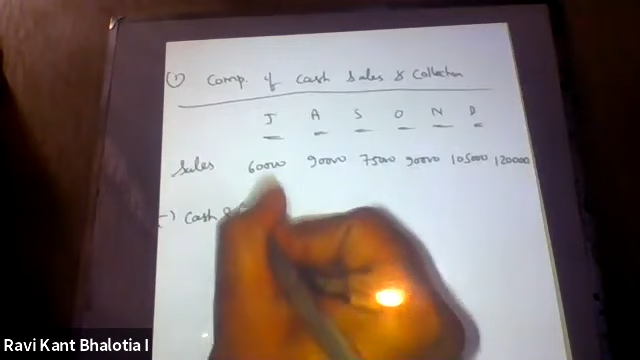 (1) Comp. of Cash Sales & Collection
J A S O N D
Sales 60000 90000 75000 90000 105000 120000
(-) Cash
Ravi Kant Bhalotia I